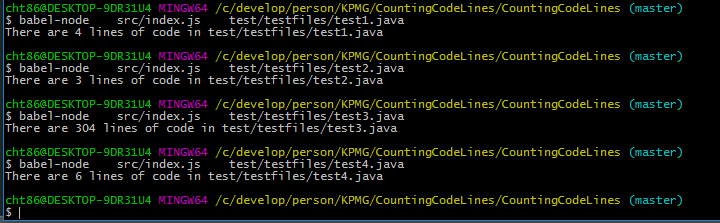 cht86@DESKTOP-9DR31U4 MINGW64 /c/develop/person/KPMG/CountingCodeLines/CountingCodeLines (master)
$ babel-node    src/index.js    test/testfiles/test1.java
There are 4 lines of code in test/testfiles/test1.java
cht86@DESKTOP-9DR31U4 MINGW64 /c/develop/person/KPMG/CountingCodeLines/CountingCodeLines (master)
$ babel-node    src/index.js    test/testfiles/test2.java
There are 3 lines of code in test/testfiles/test2.java
cht86@DESKTOP-9DR31U4 MINGW64 /c/develop/person/KPMG/CountingCodeLines/CountingCodeLines (master)
$ babel-node    src/index.js    test/testfiles/test3.java
There are 304 lines of code in test/testfiles/test3.java
cht86@DESKTOP-9DR31U4 MINGW64 /c/develop/person/KPMG/CountingCodeLines/CountingCodeLines (master)
$ babel-node    src/index.js    test/testfiles/test4.java
There are 6 lines of code in test/testfiles/test4.java
cht86@DESKTOP-9DR31U4 MINGW64 /c/develop/person/KPMG/CountingCodeLines/CountingCodeLines (master)
$